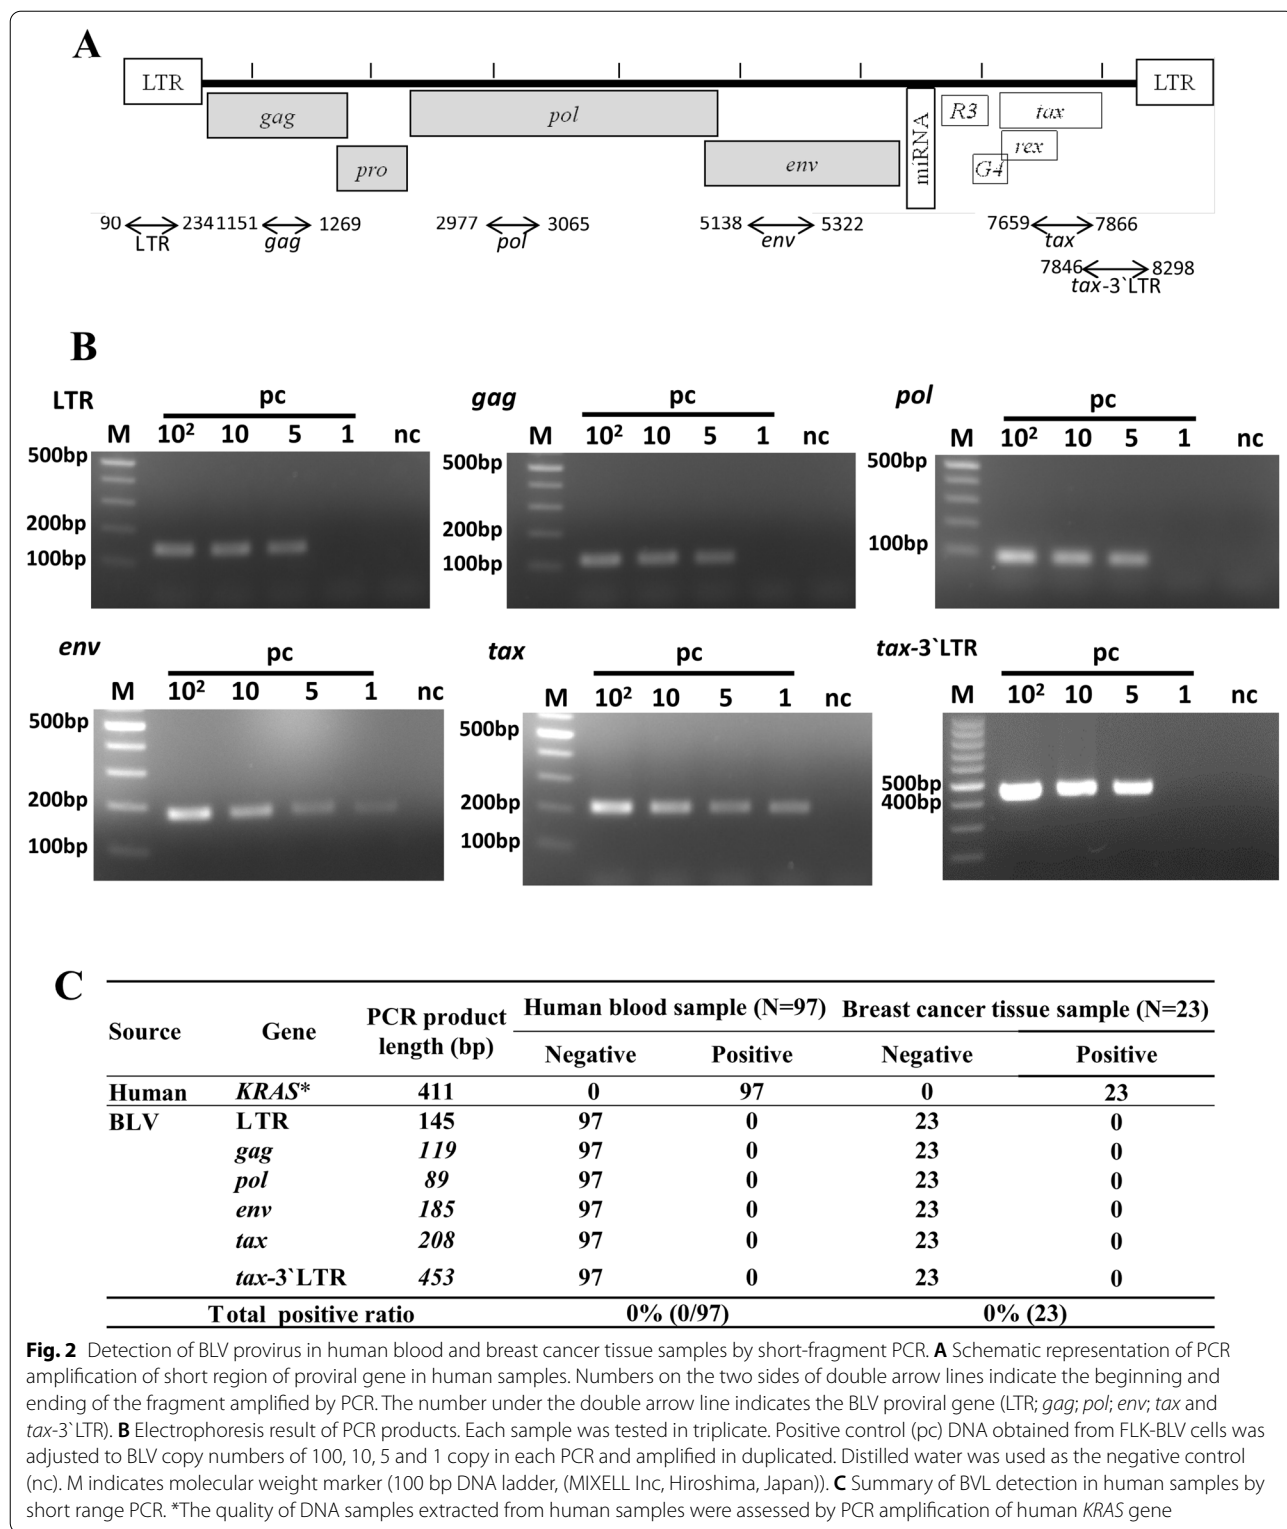 A
LTR
LTR
gag
pol
R3
tax
pro
env
miRNA
G4
rex
90 234 1151 1269 2977 3065 5138 5322 7659 7866
LTR gag pol env tax
7846 8298
tax-3`LTR
B
LTR pc
M 10² 10 5 1 nc
500bp
200bp
100bp
gag pc
M 10² 10 5 1 nc
500bp
200bp
100bp
pol pc
M 10² 10 5 1 nc
500bp
100bp
env pc
M 10² 10 5 1 nc
500bp
200bp
100bp
tax pc
M 10² 10 5 1 nc
500bp
200bp
100bp
tax-3`LTR pc
M 10² 10 5 1 nc
500bp
400bp
C
Source Gene PCR product length (bp) Human blood sample (N=97) Breast cancer tissue sample (N=23)
Negative Positive Negative Positive
Human KRAS* 411 0 97 0 23
BLV LTR 145 97 0 23 0
gag 119 97 0 23 0
pol 89 97 0 23 0
env 185 97 0 23 0
tax 208 97 0 23 0
tax-3`LTR 453 97 0 23 0
Total positive ratio 0% (0/97) 0% (23)
Fig. 2 Detection of BLV provirus in human blood and breast cancer tissue samples by short-fragment PCR. A Schematic representation of PCR
amplification of short region of proviral gene in human samples. Numbers on the two sides of double arrow lines indicate the beginning and
ending of the fragment amplified by PCR. The number under the double arrow line indicates the BLV proviral gene (LTR; gag; pol; env; tax and
tax-3`LTR). B Electrophoresis result of PCR products. Each sample was tested in triplicate. Positive control (pc) DNA obtained from FLK-BLV cells was
adjusted to BLV copy numbers of 100, 10, 5 and 1 copy in each PCR and amplified in duplicated. Distilled water was used as the negative control
(nc). M indicates molecular weight marker (100 bp DNA ladder, (MIXELL Inc, Hiroshima, Japan)). C Summary of BVL detection in human samples by
short range PCR. *The quality of DNA samples extracted from human samples were assessed by PCR amplification of human KRAS gene